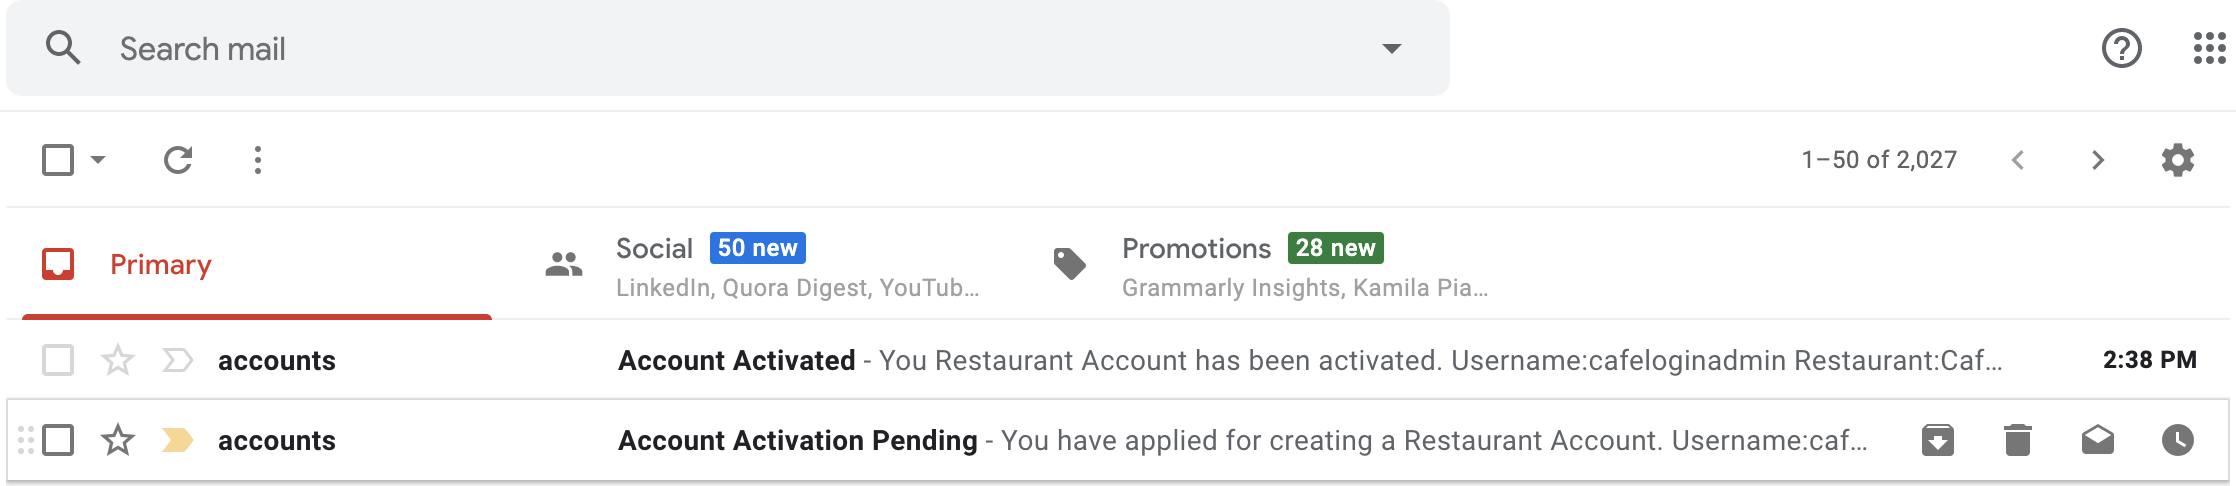 Search mail
1–50 of 2,027
Primary
Social 50 new
LinkedIn, Quora Digest, YouTub…
Promotions 28 new
Grammarly Insights, Kamila Pia…
accounts Account Activated - You Restaurant Account has been activated. Username:cafeloginadmin Restaurant:Caf… 2:38 PM
accounts Account Activation Pending - You have applied for creating a Restaurant Account. Username:caf…